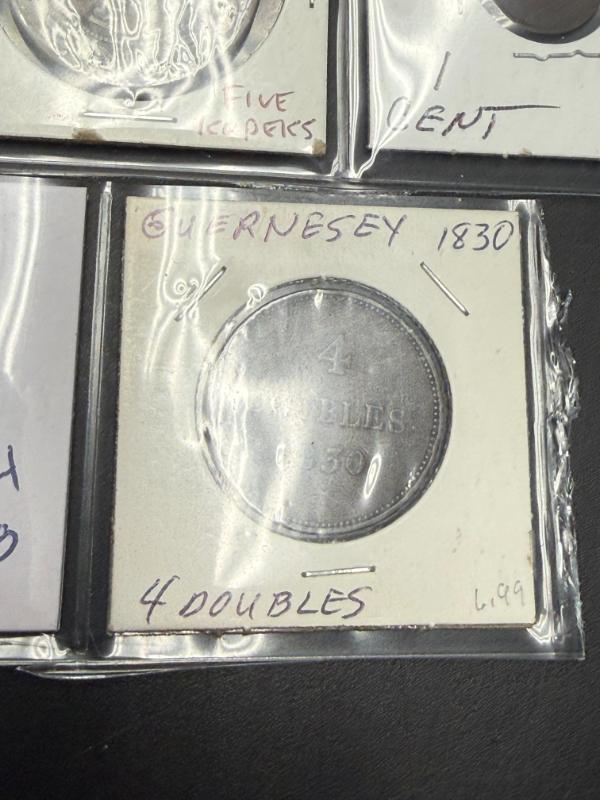 FIVE
KOPEKS
1
CENT
GUERNESEY 1830
4
DOUBLES.
1830
4 DOUBLES 6.99